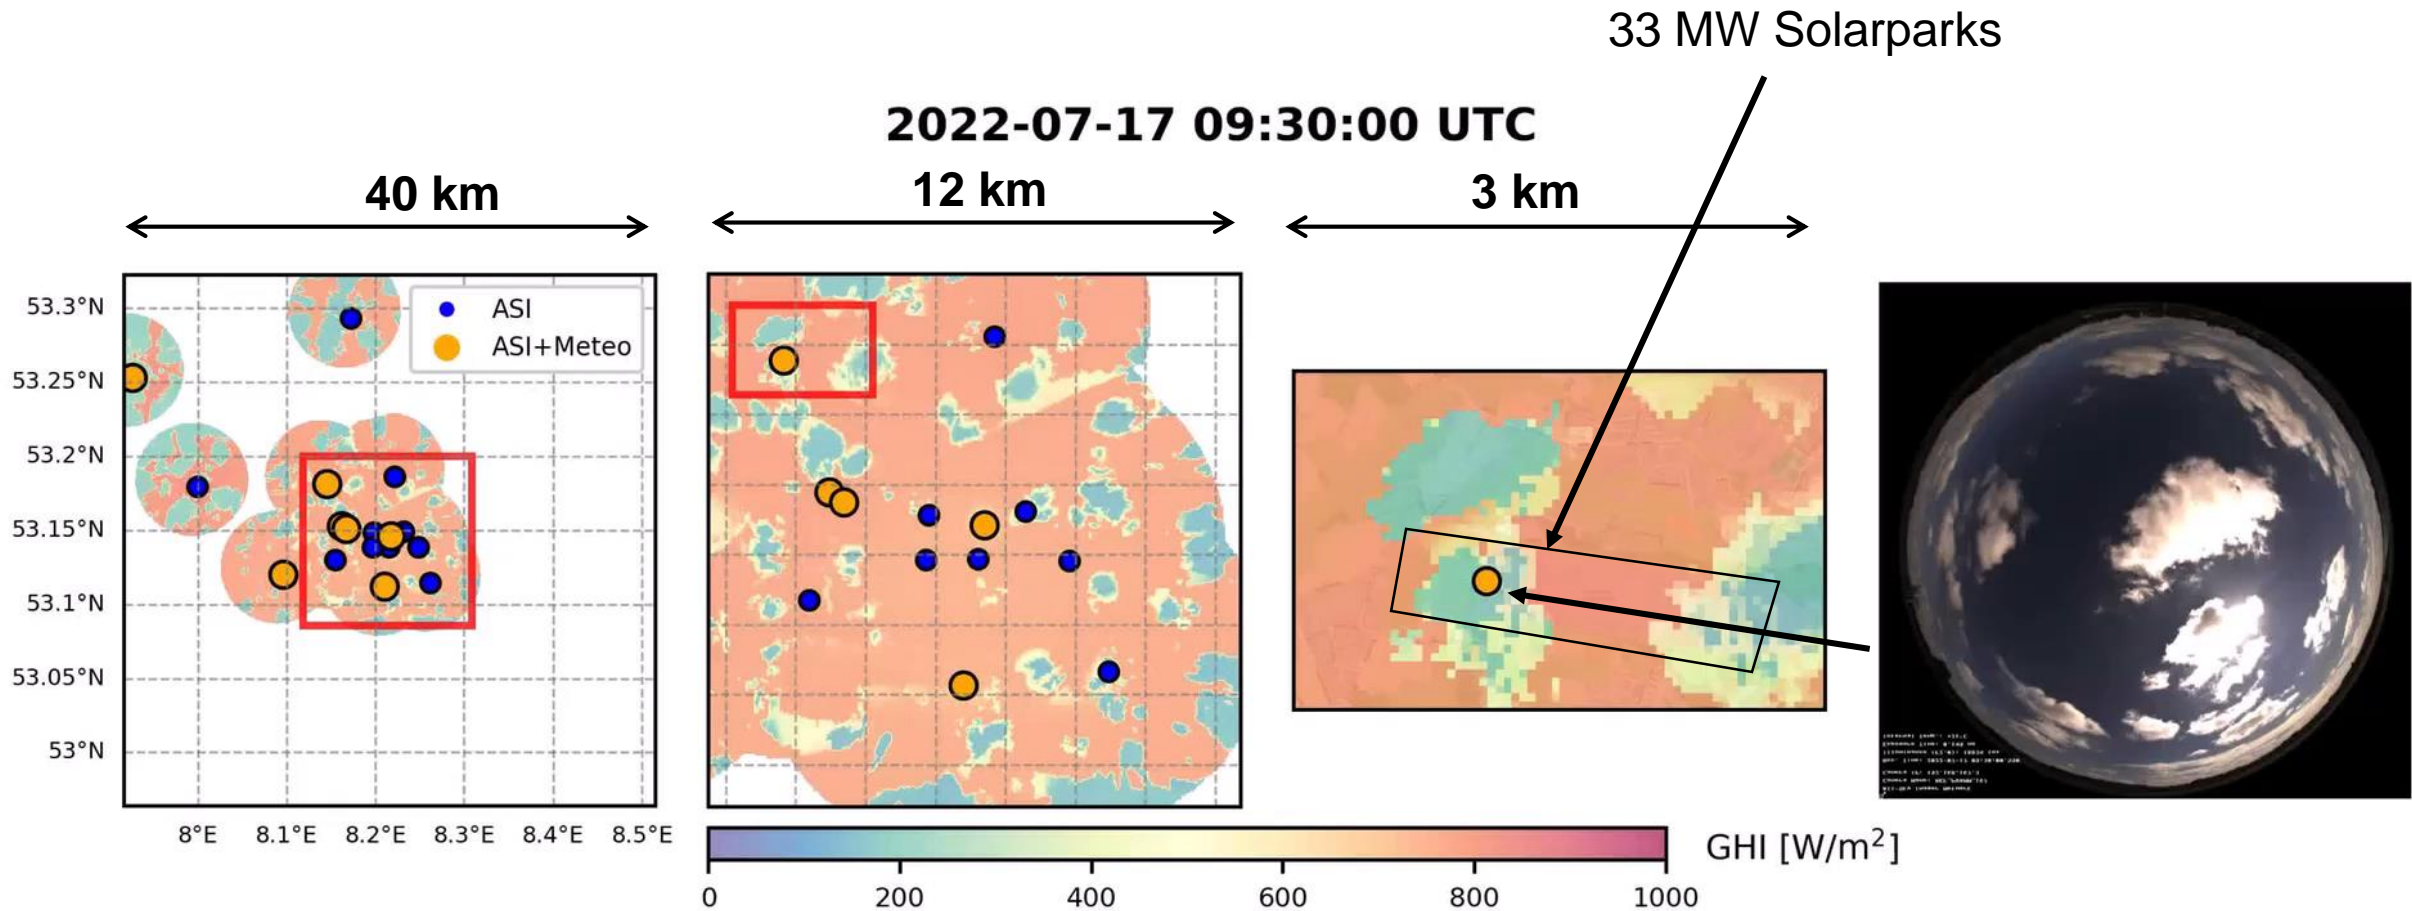 33 MW Solarparks
2022-07-17 09:30:00 UTC
40 km
12 km
3 km
ASI
ASI+Meteo
53.3°N
53.25°N
53.2°N
53.15°N
53.1°N
53.05°N
53°N
8°E 8.1°E 8.2°E 8.3°E 8.4°E 8.5°E
0 200 400 600 800 1000
GHI [W/m²]